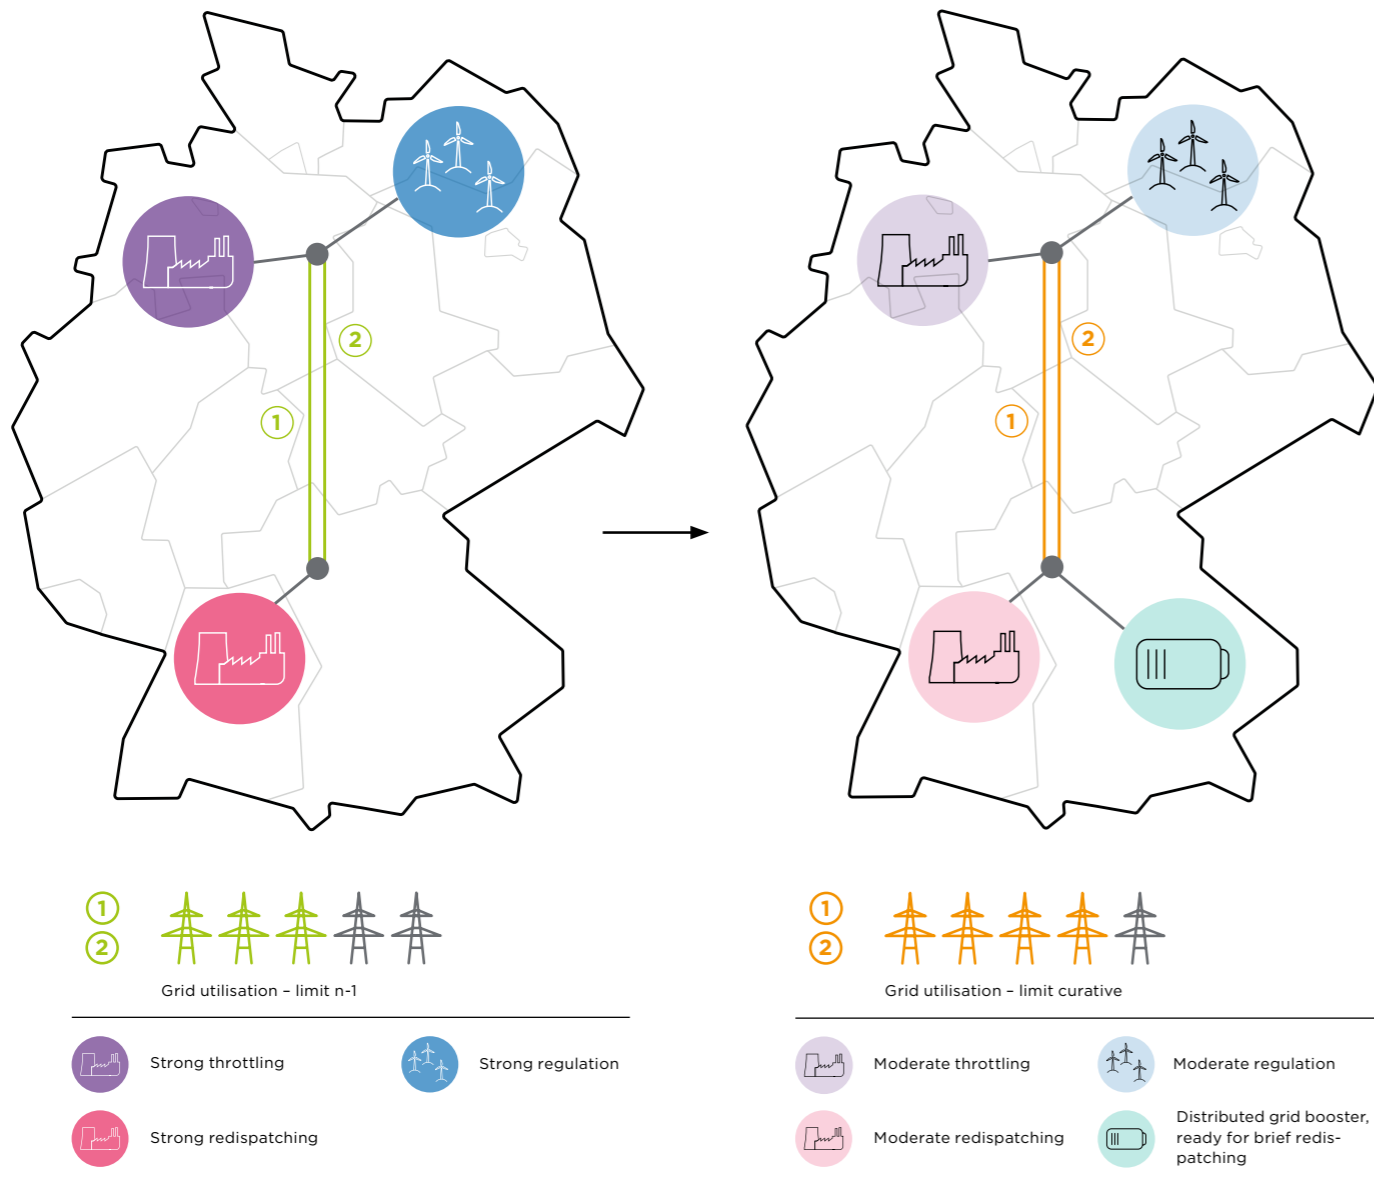 2
1
2
1
1
2
Grid utilisation – limit n-1
Strong throttling
Strong regulation
Strong redispatching
1
2
Grid utilisation – limit curative
Moderate throttling
Moderate regulation
Moderate redispatching
Distributed grid booster,
ready for brief redis-
patching